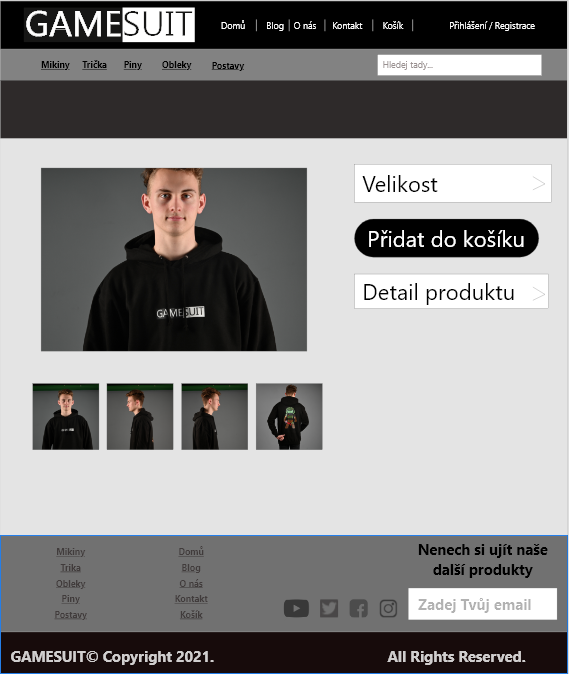 GAMESUIT
Domů | Blog | O nás | Kontakt | Košík |
Přihlášení / Registrace
Mikiny Trička Piny Obleky Postavy
Hledej tady...
Velikost >
GAMESUIT
Přidat do košíku
Detail produktu >
Nenech si ujít naše
další produkty
Mikiny
Trika
Obleky
Piny
Postavy
Domů
Blog
O nás
Kontakt
Košík
Zadej Tvůj email
GAMESUIT© Copyright 2021.
All Rights Reserved.